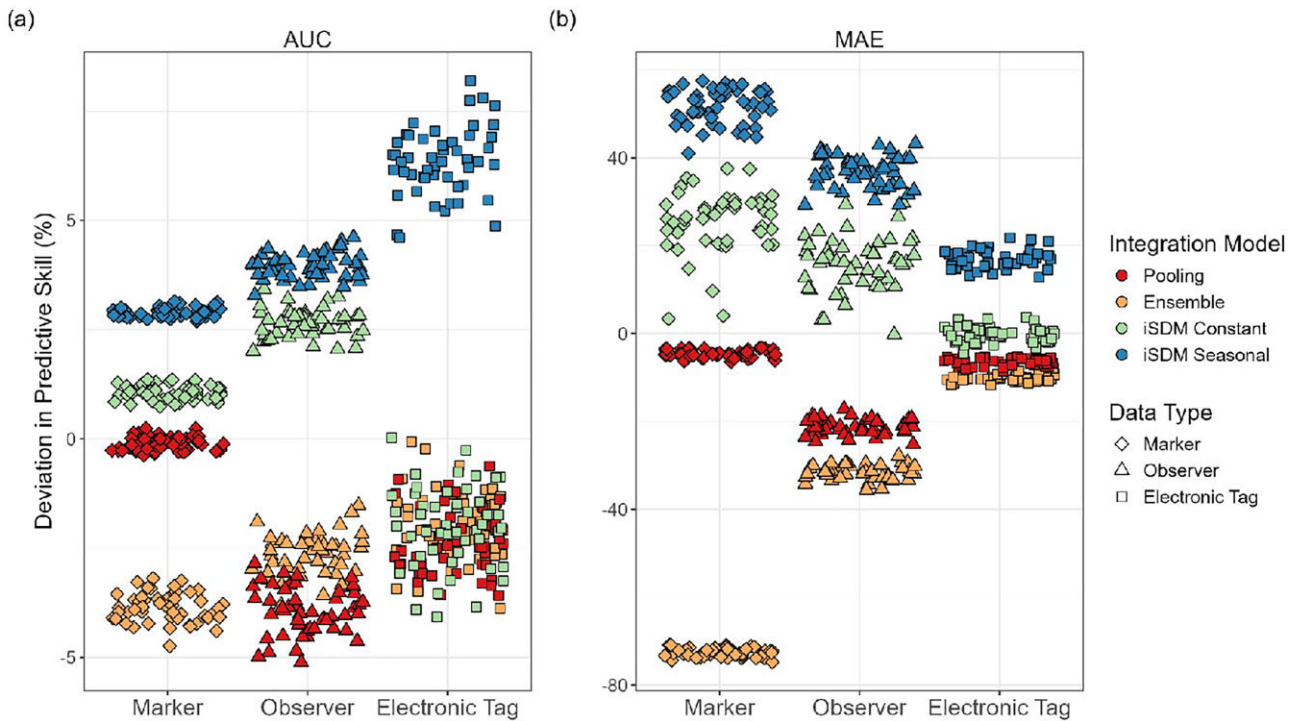 (a)
AUC
(b)
MAE
Deviation in Predictive Skill (%)
5
0
-5
40
0
-40
-80
Marker
Observer
Electronic Tag
Marker
Observer
Electronic Tag
Integration Model
Pooling
Ensemble
iSDM Constant
iSDM Seasonal
Data Type
Marker
Observer
Electronic Tag